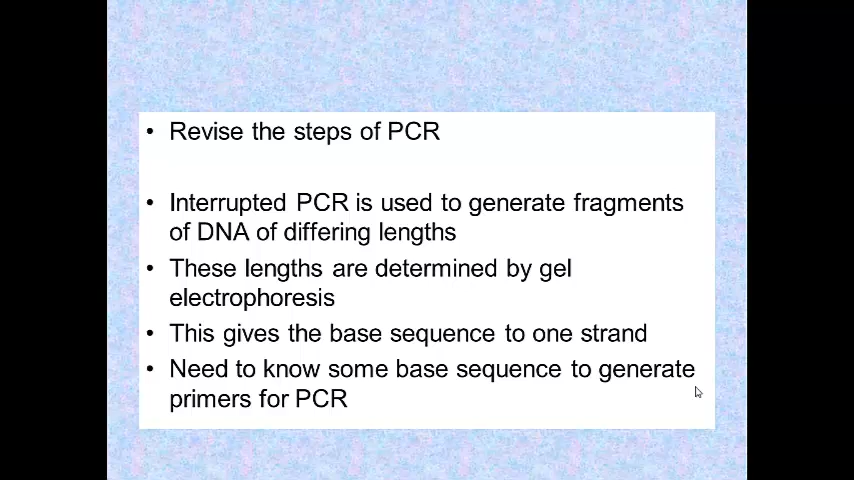 • Revise the steps of PCR
• Interrupted PCR is used to generate fragments
of DNA of differing lengths
• These lengths are determined by gel
electrophoresis
• This gives the base sequence to one strand
• Need to know some base sequence to generate
primers for PCR